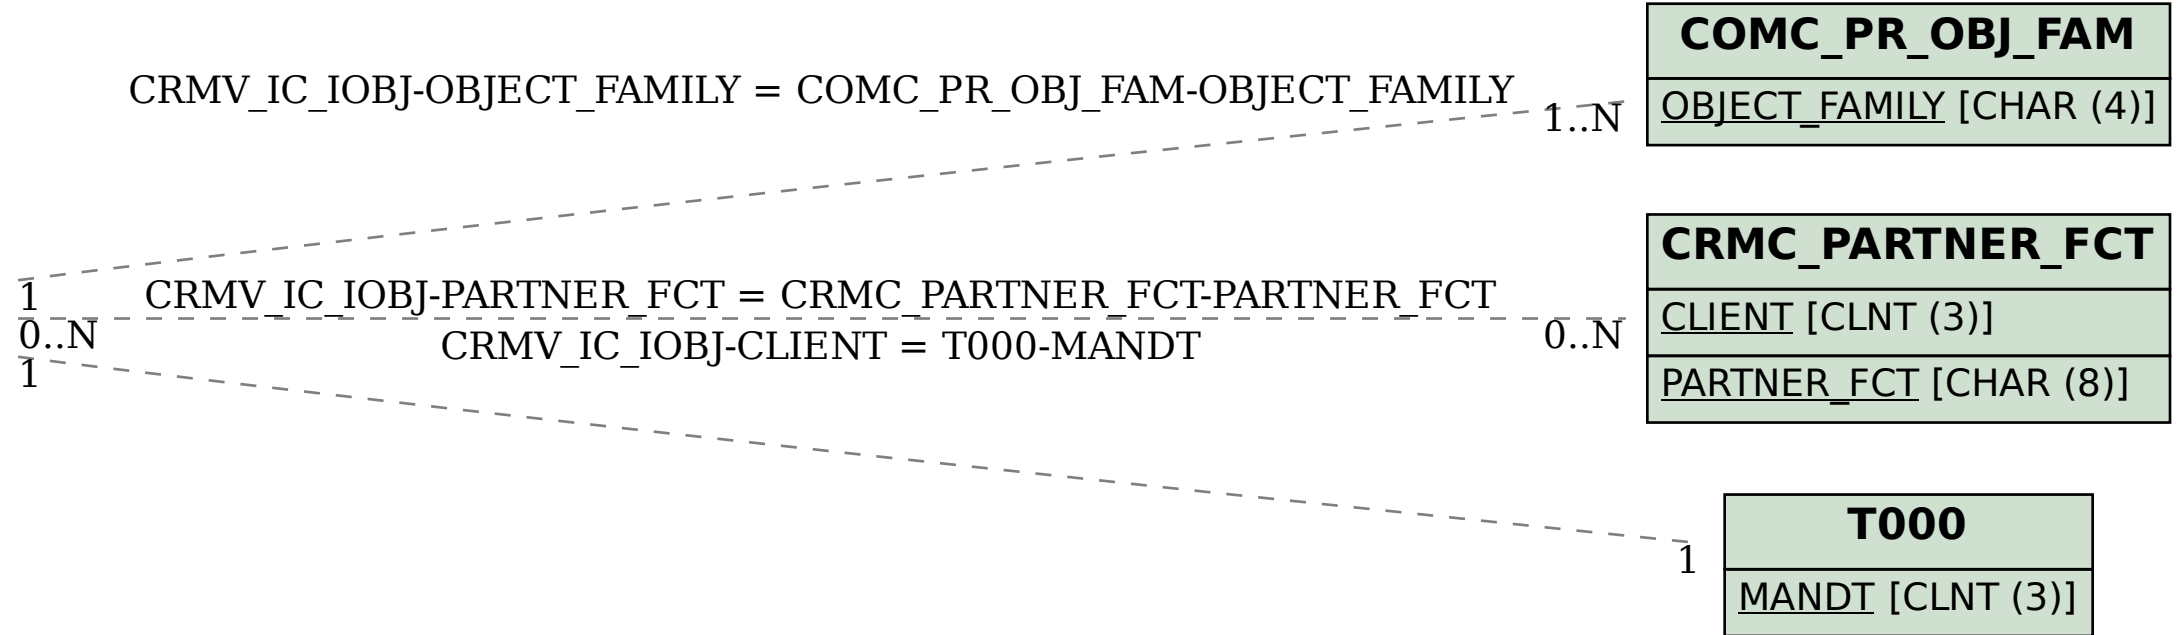 COMC_PR_OBJ_FAM
CRMV_IC_IOBJ-OBJECT_FAMILY = COMC_PR_OBJ_FAM-OBJECT_FAMILY
1..N
OBJECT_FAMILY [CHAR (4)]
CRMC_PARTNER_FCT
1
CRMV_IC_IOBJ-PARTNER_FCT = CRMC_PARTNER_FCT-PARTNER_FCT
CLIENT [CLNT (3)]
0..N
0..N
CRMV_IC_IOBJ-CLIENT = T000-MANDT
1
PARTNER_FCT [CHAR (8)]
T000
1
MANDT [CLNT (3)]